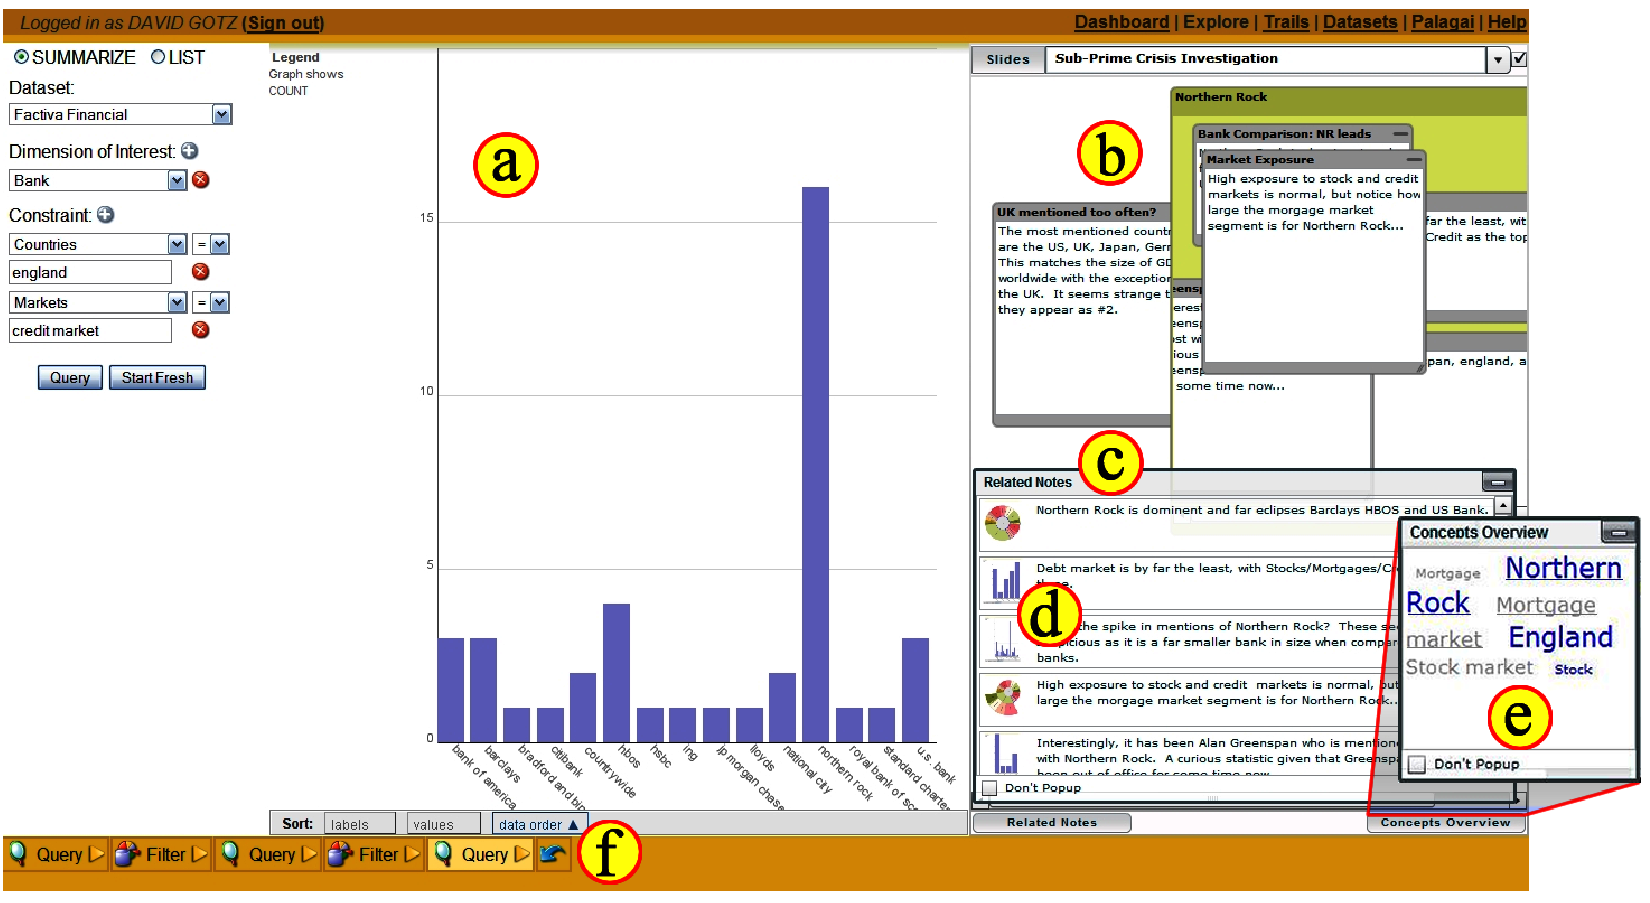 Logged in as DAVID GOTZ (Sign out)
Dashboard | Explore | Trails | Datasets | Palagai | Help
SUMMARIZE LIST
Dataset:
Factiva Financial
Dimension of Interest:
Bank
Constraint:
Countries =
england
Markets =
credit market
Query Start Fresh
Legend
Graph shows
COUNT
a
15
10
5
0
bank of america
barclays
bradford and bin
citibank
countrywide
hbos
hsbc
ing
jp morgan chase
lloyds
national city
northern rock
royal bank of sco
standard charte
u.s. bank
Sort: labels values data order ▲
Slides Sub-Prime Crisis Investigation
b
Northern Rock
Bank Comparison: NR leads
Market Exposure
High exposure to stock and credit
markets is normal, but notice how
large the morgage market
segment is for Northern Rock...
UK mentioned too often?
The most mentioned countr
are the US, UK, Japan, Gerr
This matches the size of GD
worldwide with the exception
the UK. It seems strange t
they appear as #2.
far the least, wit
Credit as the top
some time now...
pan, england, a
c
Related Notes
Northern Rock is dominent and far eclipses Barclays HBOS and US Bank.
Debt market is by far the least, with Stocks/Mortgages/Cr
d
the spike in mentions of Northern Rock? These se
picious as it is a far smaller bank in size when compar
banks.
High exposure to stock and credit markets is normal, but
large the morgage market segment is for Northern Rock..
Interestingly, it has been Alan Greenspan who is mention
with Northern Rock. A curious statistic given that Greenspa
been out of office for some time now
Don't Popup
Related Notes Concepts Overview
Concepts Overview
Mortgage Northern
Rock Mortgage
market England
Stock market Stock
e
Don't Popup
Query Filter Query Filter Query
f